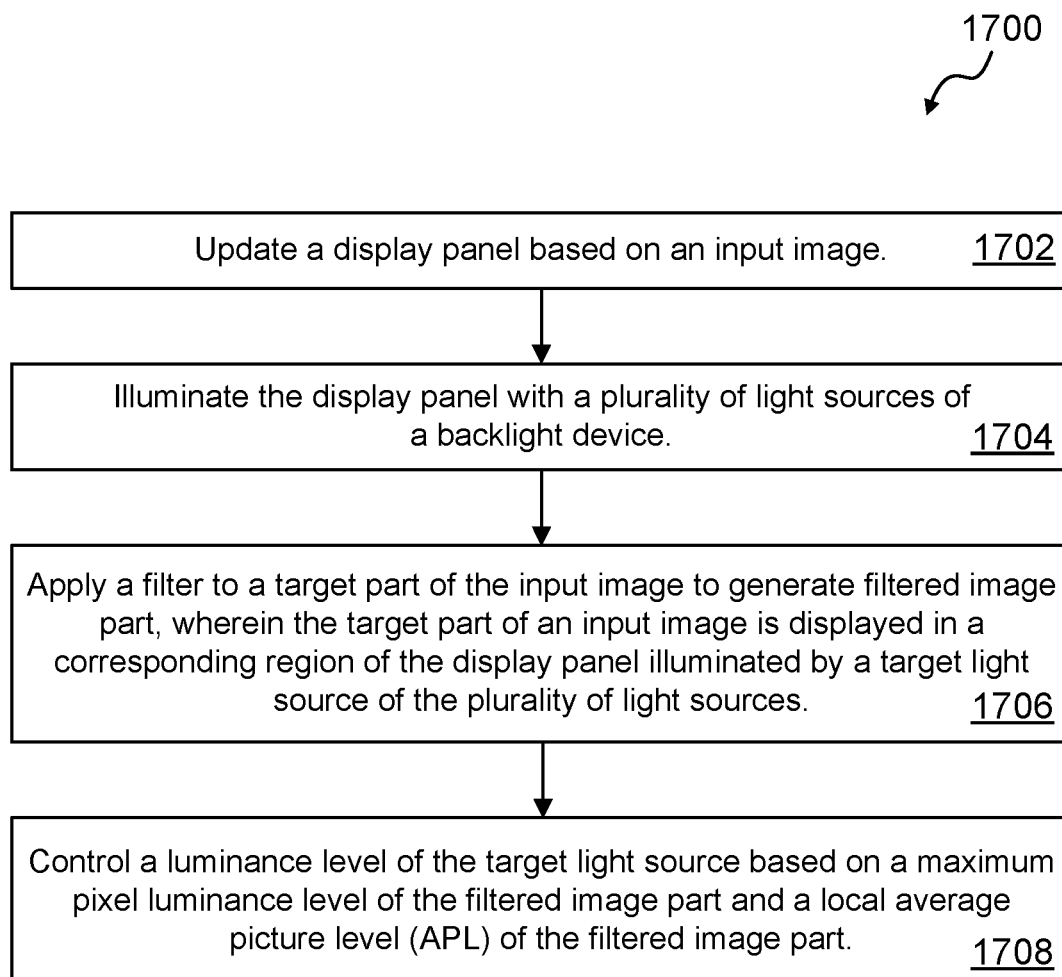 1700
Update a display panel based on an input image. 1702
Illuminate the display panel with a plurality of light sources of
a backlight device. 1704
Apply a filter to a target part of the input image to generate filtered image
part, wherein the target part of an input image is displayed in a
corresponding region of the display panel illuminated by a target light
source of the plurality of light sources. 1706
Control a luminance level of the target light source based on a maximum
pixel luminance level of the filtered image part and a local average
picture level (APL) of the filtered image part. 1708